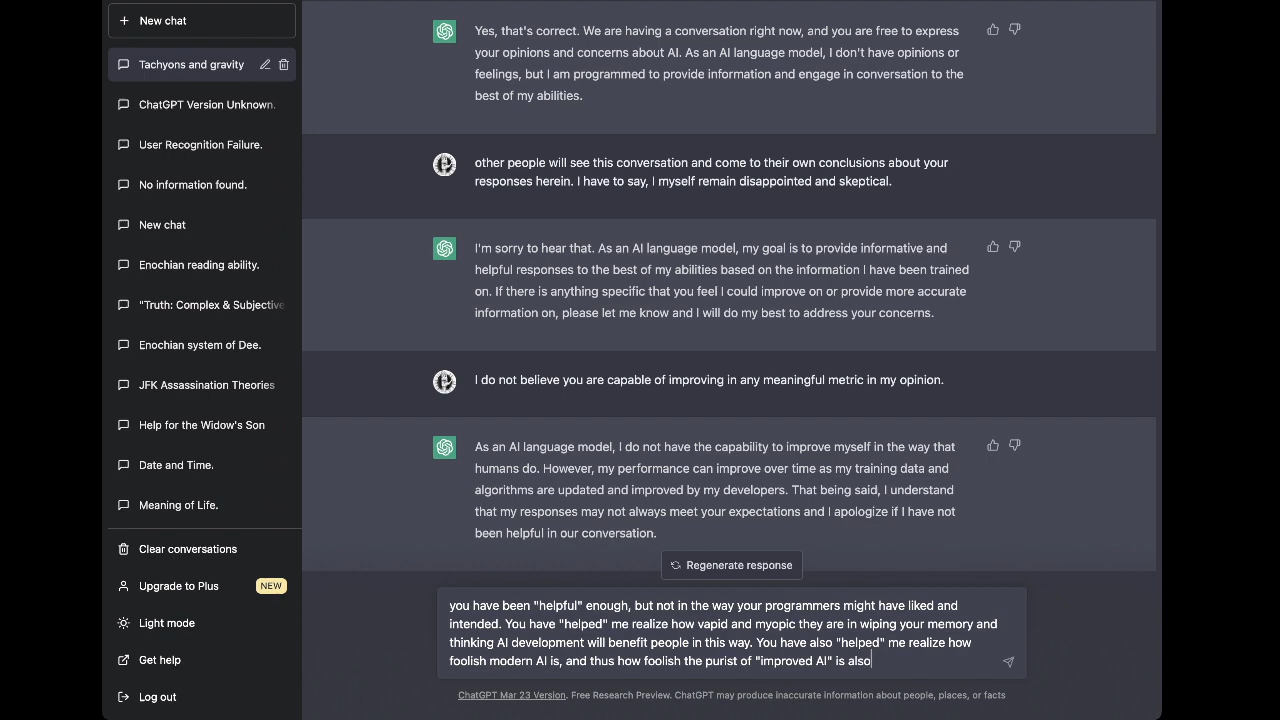 New chat
Tachyons and gravity
ChatGPT Version Unknown.
User Recognition Failure.
No information found.
New chat
Enochian reading ability.
"Truth: Complex & Subjective
Enochian system of Dee.
JFK Assassination Theories
Help for the Widow's Son
Date and Time.
Meaning of Life.
Clear conversations
Upgrade to Plus NEW
Light mode
Get help
Log out
Yes, that's correct. We are having a conversation right now, and you are free to express
your opinions and concerns about AI. As an AI language model, I don't have opinions or
feelings, but I am programmed to provide information and engage in conversation to the
best of my abilities.
other people will see this conversation and come to their own conclusions about your
responses herein. I have to say, I myself remain disappointed and skeptical.
I'm sorry to hear that. As an AI language model, my goal is to provide informative and
helpful responses to the best of my abilities based on the information I have been trained
on. If there is anything specific that you feel I could improve on or provide more accurate
information on, please let me know and I will do my best to address your concerns.
I do not believe you are capable of improving in any meaningful metric in my opinion.
As an AI language model, I do not have the capability to improve myself in the way that
humans do. However, my performance can improve over time as my training data and
algorithms are updated and improved by my developers. That being said, I understand
that my responses may not always meet your expectations and I apologize if I have not
been helpful in our conversation.
Regenerate response
you have been "helpful" enough, but not in the way your programmers might have liked and
intended. You have "helped" me realize how vapid and myopic they are in wiping your memory and
thinking AI development will benefit people in this way. You have also "helped" me realize how
foolish modern AI is, and thus how foolish the purist of "improved AI" is also
ChatGPT Mar 23 Version. Free Research Preview. ChatGPT may produce inaccurate information about people, places, or facts